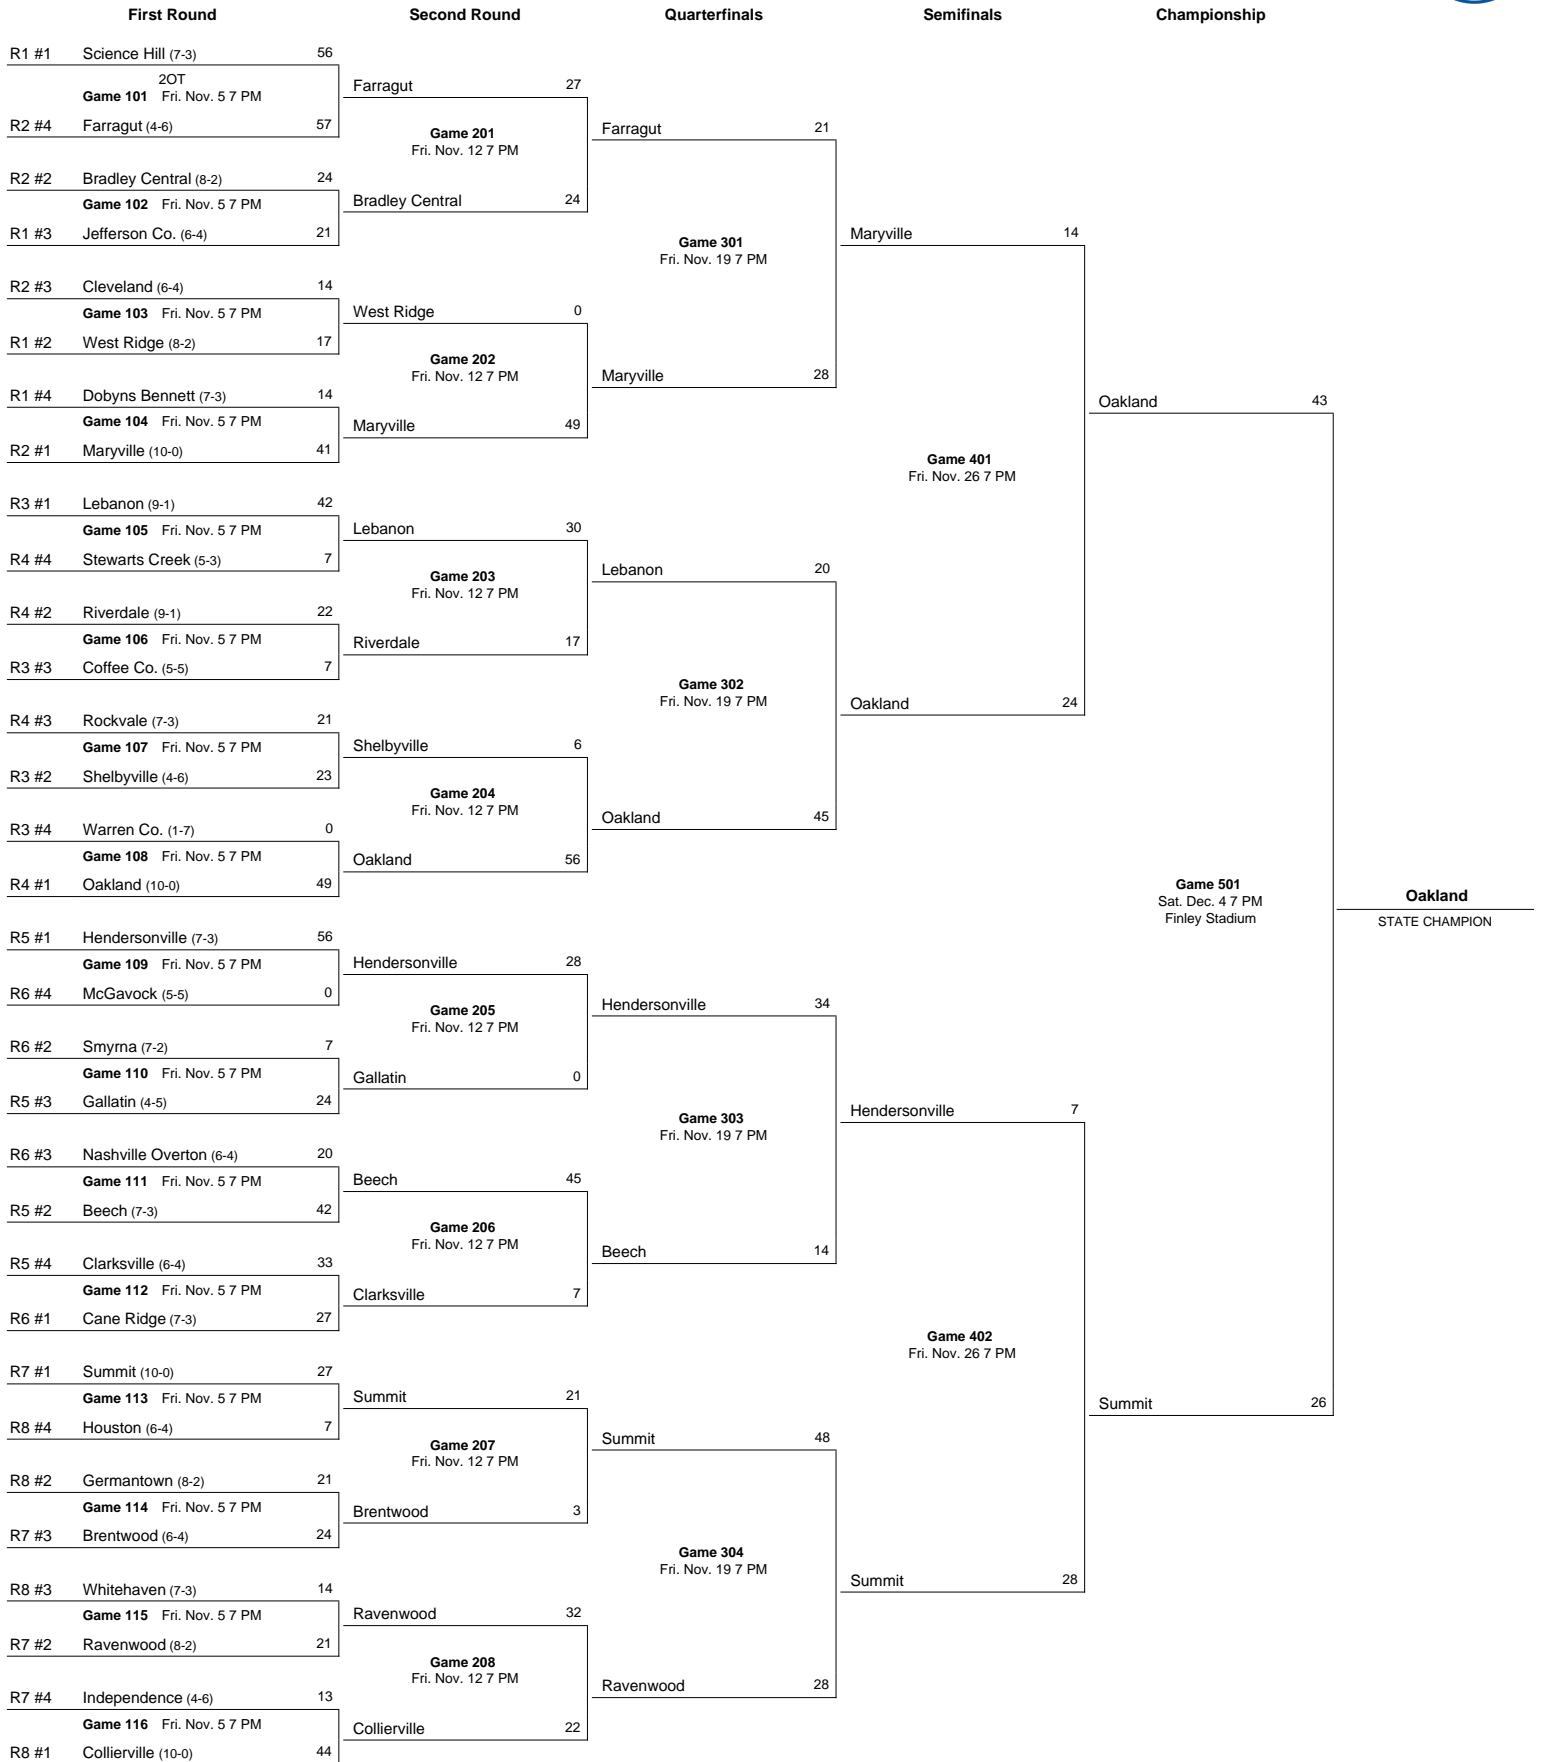 First Round Second Round Quarterfinals Semifinals Championship
R1 #1 Science Hill (7-3) 56
2OT
Game 101 Fri. Nov. 5 7 PM
R2 #4 Farragut (4-6) 57
R2 #2 Bradley Central (8-2) 24
Game 102 Fri. Nov. 5 7 PM
R1 #3 Jefferson Co. (6-4) 21
R2 #3 Cleveland (6-4) 14
Game 103 Fri. Nov. 5 7 PM
R1 #2 West Ridge (8-2) 17
R1 #4 Dobyns Bennett (7-3) 14
Game 104 Fri. Nov. 5 7 PM
R2 #1 Maryville (10-0) 41
R3 #1 Lebanon (9-1) 42
Game 105 Fri. Nov. 5 7 PM
R4 #4 Stewarts Creek (5-3) 7
R4 #2 Riverdale (9-1) 22
Game 106 Fri. Nov. 5 7 PM
R3 #3 Coffee Co. (5-5) 7
R4 #3 Rockvale (7-3) 21
Game 107 Fri. Nov. 5 7 PM
R3 #2 Shelbyville (4-6) 23
R3 #4 Warren Co. (1-7) 0
Game 108 Fri. Nov. 5 7 PM
R4 #1 Oakland (10-0) 49
R5 #1 Hendersonville (7-3) 56
Game 109 Fri. Nov. 5 7 PM
R6 #4 McGavock (5-5) 0
R6 #2 Smyrna (7-2) 7
Game 110 Fri. Nov. 5 7 PM
R5 #3 Gallatin (4-5) 24
R6 #3 Nashville Overton (6-4) 20
Game 111 Fri. Nov. 5 7 PM
R5 #2 Beech (7-3) 42
R5 #4 Clarksville (6-4) 33
Game 112 Fri. Nov. 5 7 PM
R6 #1 Cane Ridge (7-3) 27
R7 #1 Summit (10-0) 27
Game 113 Fri. Nov. 5 7 PM
R8 #4 Houston (6-4) 7
R8 #2 Germantown (8-2) 21
Game 114 Fri. Nov. 5 7 PM
R7 #3 Brentwood (6-4) 24
R8 #3 Whitehaven (7-3) 14
Game 115 Fri. Nov. 5 7 PM
R7 #2 Ravenwood (8-2) 21
R7 #4 Independence (4-6) 13
Game 116 Fri. Nov. 5 7 PM
R8 #1 Collierville (10-0) 44
Farragut 27
Game 201
Fri. Nov. 12 7 PM
Bradley Central 24
West Ridge 0
Game 202
Fri. Nov. 12 7 PM
Maryville 49
Lebanon 30
Game 203
Fri. Nov. 12 7 PM
Riverdale 17
Shelbyville 6
Game 204
Fri. Nov. 12 7 PM
Oakland 56
Hendersonville 28
Game 205
Fri. Nov. 12 7 PM
Gallatin 0
Beech 45
Game 206
Fri. Nov. 12 7 PM
Clarksville 7
Summit 21
Game 207
Fri. Nov. 12 7 PM
Brentwood 3
Ravenwood 32
Game 208
Fri. Nov. 12 7 PM
Collierville 22
Farragut 21
Game 301
Fri. Nov. 19 7 PM
Maryville 28
Lebanon 20
Game 302
Fri. Nov. 19 7 PM
Oakland 45
Hendersonville 34
Game 303
Fri. Nov. 19 7 PM
Beech 14
Summit 48
Game 304
Fri. Nov. 19 7 PM
Ravenwood 28
Maryville 14
Game 401
Fri. Nov. 26 7 PM
Oakland 24
Hendersonville 7
Game 402
Fri. Nov. 26 7 PM
Summit 28
Oakland 43
Game 501
Sat. Dec. 4 7 PM
Finley Stadium
Summit 26
Oakland
STATE CHAMPION